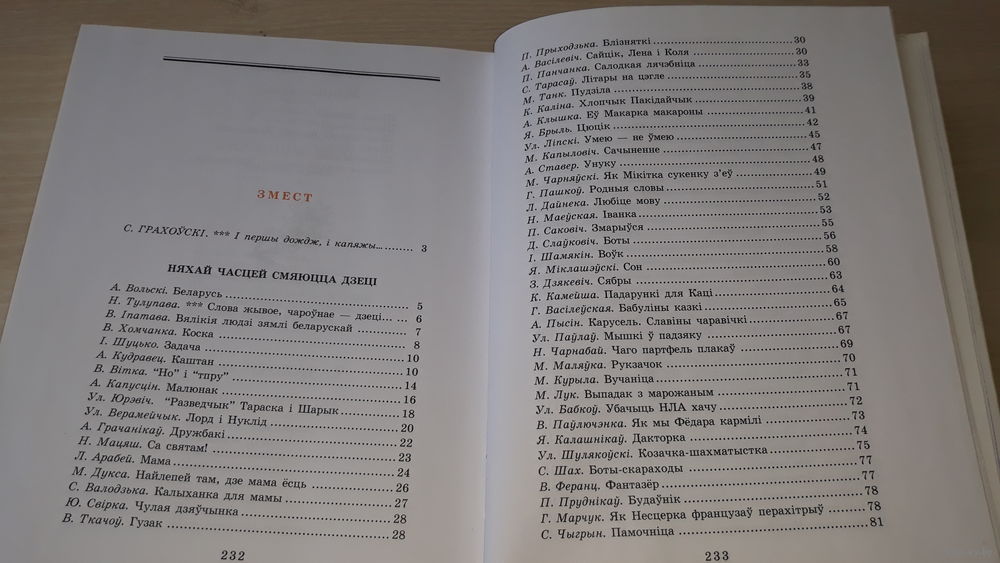 ЗМЕСТ
С. ГРАХОЎСКІ. *** І першы дождж, і капяжы... ........ 3
НЯХАЙ ЧАСЦЕЙ СМЯЮЦЦА ДЗЕЦІ
А. Вольскі. Беларусь ........ 5
Н. Тулупава. *** Слова жывое, чароўнае — дзеці... ........ 6
В. Іпатава. Вялікія людзі зямлі беларускай ........ 7
В. Хомчанка. Коска ........ 8
І. Шуцько. Задача ........ 10
А. Кудравец. Каштан ........ 10
В. Вітка. “Но” і “тпру” ........ 14
А. Капусцін. Малюнак ........ 16
Ул. Юрэвіч. “Разведчык” Тараска і Шарык ........ 18
Ул. Верамейчык. Лорд і Нуклід ........ 20
А. Грачанікаў. Дружбакі ........ 22
Н. Мацяш. Са святам! ........ 23
Л. Арабей. Мама ........ 24
М. Дукса. Найлепей там, дзе мама ёсць ........ 26
С. Валодзька. Калыханка для мамы ........ 27
Ю. Свірка. Чулая дзяўчынка ........ 28
В. Ткачоў. Гузак ........ 28
232
П. Прыходзька. Блізняткі ........ 30
А. Васілевіч. Сайцік, Лена і Коля ........ 30
П. Панчанка. Салодкая лячэбніца ........ 33
С. Тарасаў. Літары на цэгле ........ 35
М. Танк. Пудзіла ........ 38
К. Каліна. Хлопчык Пакідайчык ........ 39
А. Клышка. Еў Макарка макароны ........ 41
Я. Брыль. Цюцік ........ 42
Ул. Ліпскі. Умею — не ўмею ........ 45
М. Капыловіч. Сачыненне ........ 47
А. Ставер. Унуку ........ 48
М. Чарняўскі. Як Мікітка сукенку з’еў ........ 49
Г. Пашкоў. Родныя словы ........ 51
Л. Дайнека. Любіце мову ........ 52
Н. Маеўская. Іванка ........ 53
П. Саковіч. Змарыўся ........ 55
Д. Слаўковіч. Боты ........ 56
І. Шамякін. Воўк ........ 58
Я. Міклашэўскі. Сон ........ 60
З. Дзякевіч. Сябры ........ 63
К. Камейша. Падарункі для Каці ........ 64
Г. Васілеўская. Бабуліны казкі ........ 65
А. Пысін. Карусель. Славіны чаравічкі ........ 67
Ул. Паўлаў. Мышкі ў падзяку ........ 67
Н. Чарнабай. Чаго партфель плакаў ........ 69
М. Маляўка. Рукзачок ........ 70
М. Курыла. Вучаніца ........ 71
М. Лук. Выпадак з марожаным ........ 71
Ул. Бабкоў. Убачыць НЛА хачу ........ 72
В. Паўлючэнка. Як мы Фёдара кармілі ........ 73
Я. Калашнікаў. Дакторка ........ 74
Ул. Шулякоўскі. Козачка-шахматыстка ........ 75
С. Шах. Боты-скараходы ........ 77
В. Феранц. Фантазёр ........ 77
П. Пруднікаў. Будаўнік ........ 78
Г. Марчук. Як Несцерка французаў перахітрыў ........ 78
С. Чыгрын. Памочніца ........ 81
233